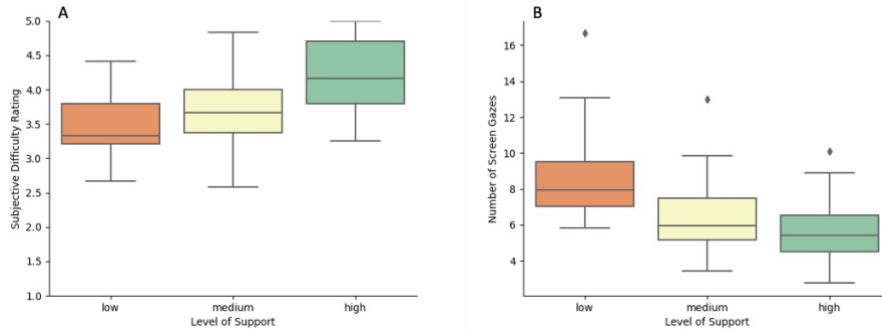 A
Subjective Difficulty Rating
5.0
4.5
4.0
3.5
3.0
2.5
2.0
1.5
1.0
low medium high
Level of Support
B
Number of Screen Gazes
16
14
12
10
8
6
4
low medium high
Level of Support